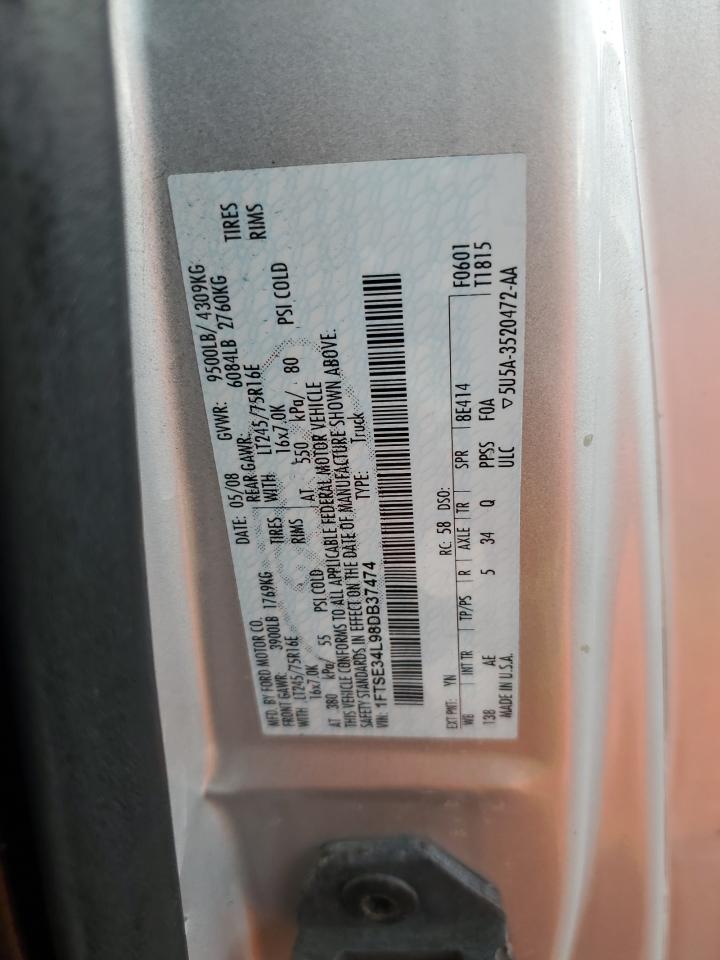 MFD. BY FORD MOTOR CO. DATE: 05/08 GVWR: 9500LB/ 4309KG
FRONT GAWR: 3900LB 1769KG REAR GAWR: 6084LB 2760KG
WITH LT245/75R16E TIRES WITH LT245/75R16E TIRES
16x7.0K RIMS 16x7.0K RIMS
AT 380 kPa/ 55 PSI COLD AT 550 kPa/ 80 PSI COLD
THIS VEHICLE CONFORMS TO ALL APPLICABLE FEDERAL MOTOR VEHICLE
SAFETY STANDARDS IN EFFECT ON THE DATE OF MANUFACTURE SHOWN ABOVE.
VIN: 1FTSE34L98DB37474 TYPE: Truck
EXT PNT: YN RC: 58 DSO: F0601
WB INT TR TP/PS R AXLE TR SPR 8E414 T1815
138 AE 5 34 Q PPSS F0A
MADE IN U.S.A. ULC ▽5U5A-3520472-AA